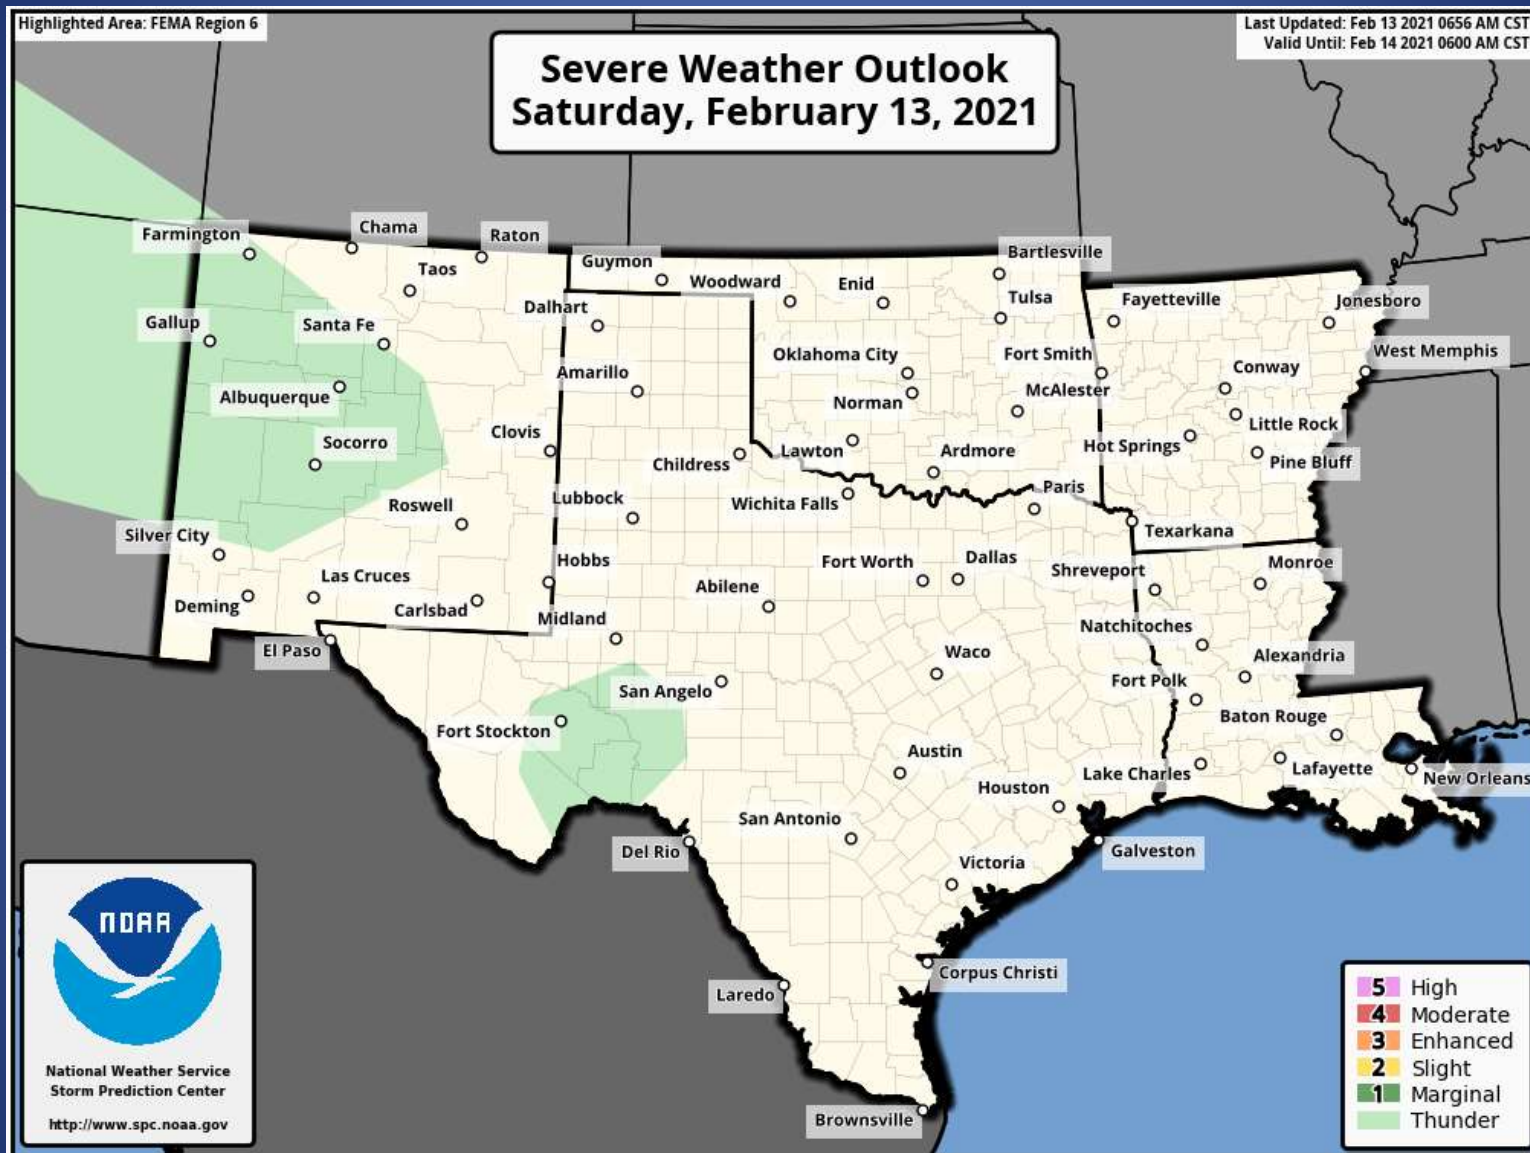 Highlighted Area: FEMA Region 6
Last Updated: Feb 13 2021 0656 AM CST
Valid Until: Feb 14 2021 0600 AM CST
Severe Weather Outlook
Saturday, February 13, 2021
Farmington
Chama
Raton
Taos
Guymon
Woodward
Enid
Bartlesville
Tulsa
Fayetteville
Jonesboro
Gallup
Santa Fe
Dalhart
Oklahoma City
Fort Smith
West Memphis
Albuquerque
Amarillo
Norman
McAlester
Conway
Little Rock
Socorro
Clovis
Childress
Lawton
Ardmore
Hot Springs
Pine Bluff
Roswell
Lubbock
Wichita Falls
Paris
Texarkana
Silver City
Las Cruces
Hobbs
Abilene
Fort Worth
Dallas
Shreveport
Monroe
Deming
Carlsbad
Midland
Natchitoches
El Paso
San Angelo
Waco
Fort Polk
Alexandria
Fort Stockton
Austin
Baton Rouge
Houston
Lake Charles
Lafayette
New Orleans
San Antonio
Del Rio
Victoria
Galveston
Corpus Christi
Laredo
Brownsville
NOAA
National Weather Service
Storm Prediction Center
http://www.spc.noaa.gov
5 High
4 Moderate
3 Enhanced
2 Slight
1 Marginal
Thunder